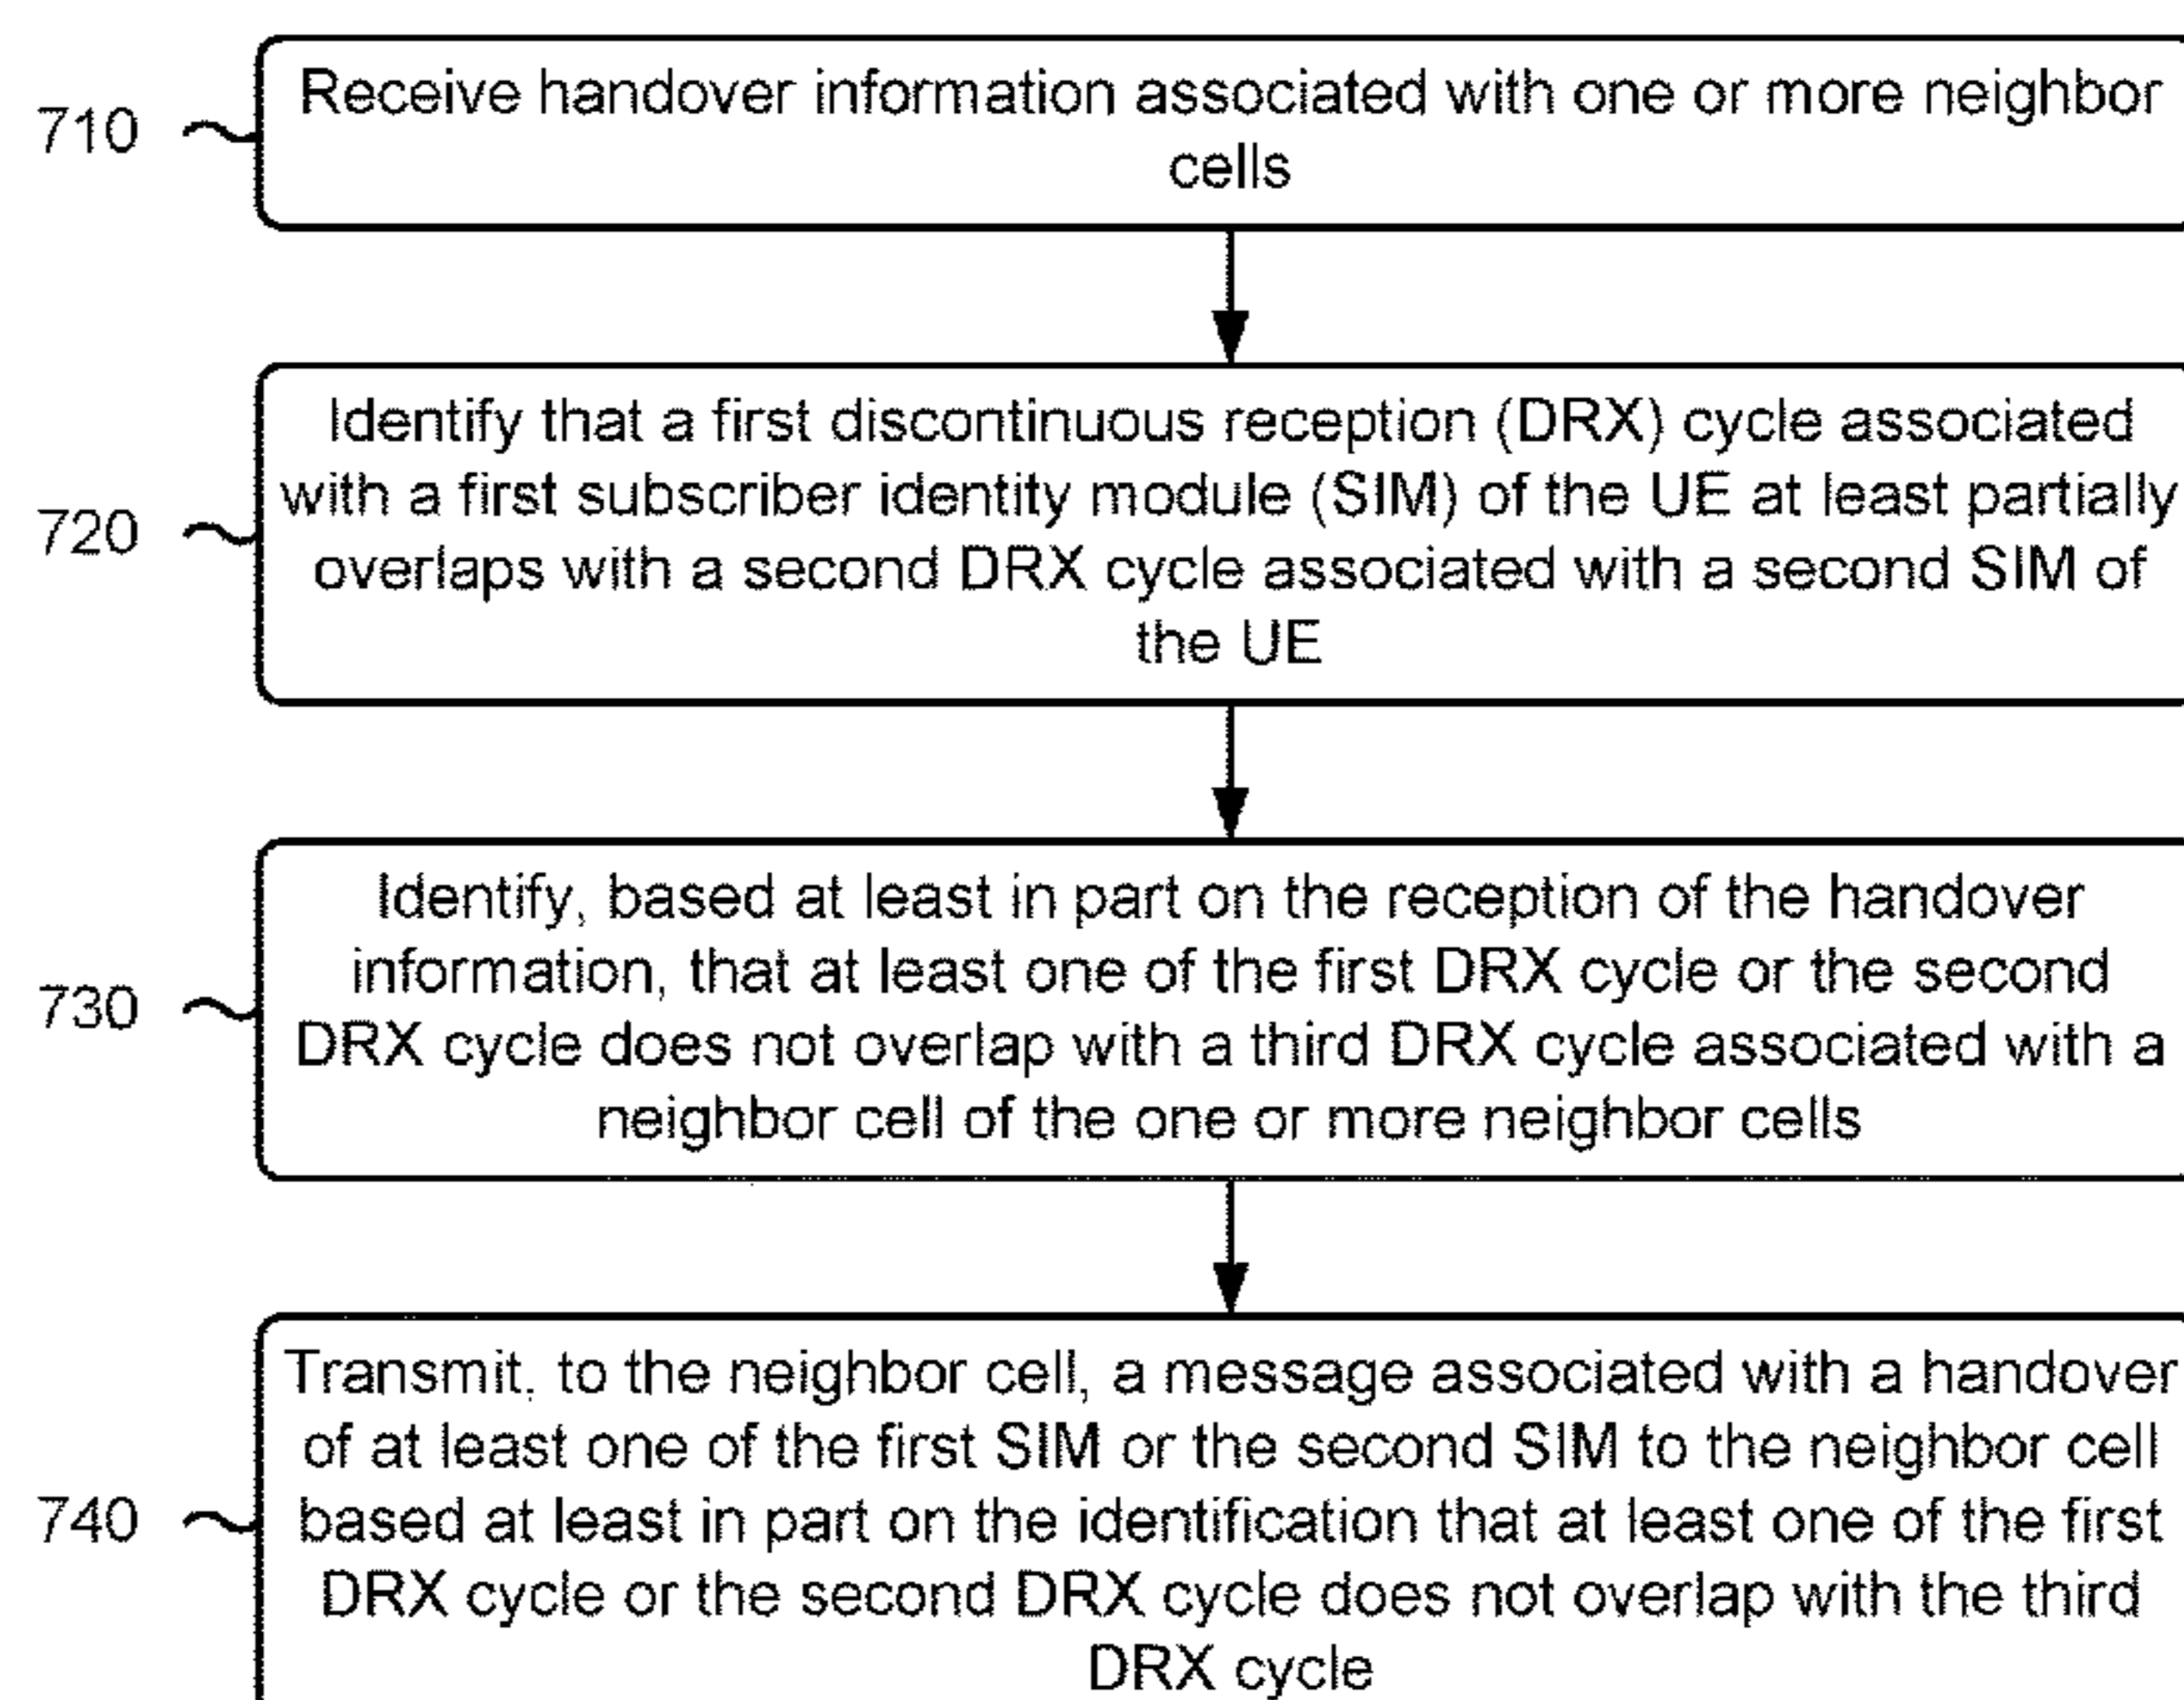 710
Receive handover information associated with one or more neighbor
cells
720
Identify that a first discontinuous reception (DRX) cycle associated
with a first subscriber identity module (SIM) of the UE at least partially
overlaps with a second DRX cycle associated with a second SIM of
the UE
730
Identify, based at least in part on the reception of the handover
information, that at least one of the first DRX cycle or the second
DRX cycle does not overlap with a third DRX cycle associated with a
neighbor cell of the one or more neighbor cells
740
Transmit, to the neighbor cell, a message associated with a handover
of at least one of the first SIM or the second SIM to the neighbor cell
based at least in part on the identification that at least one of the first
DRX cycle or the second DRX cycle does not overlap with the third
DRX cycle